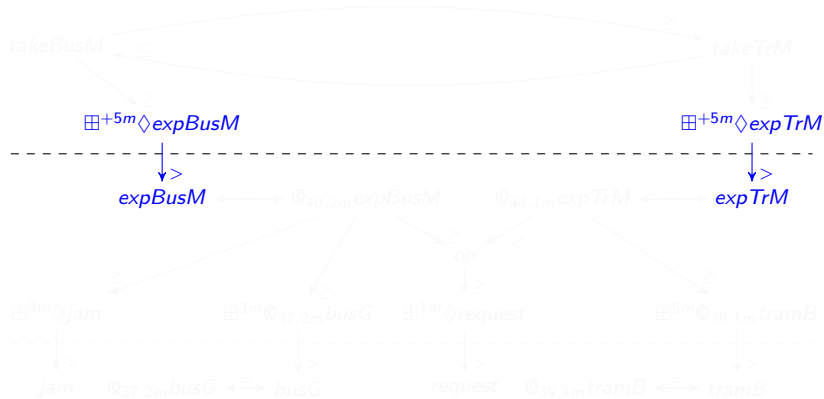 takeBusM > takeTrM
≤
≥ ≥
⊞⁺⁵ᵐ◊expBusM ⊞⁺⁵ᵐ◊expTrM
> >
expBusM = @₄₀.₂ₘexpBusM @₄₄.₁ₘexpTrM = expTrM
≥ ≥
on
≥ ≥ ≥ ≥
⊞³ᵐ◊jam ⊞³ᵐ@₃₇.₂ₘbusG ⊞¹ᵐ◊request ⊞⁵ᵐ@₃₉.₁ₘtramB
> > > >
jam @₃₇.₂ₘbusG = busG request @₃₉.₁ₘtramB = tramB